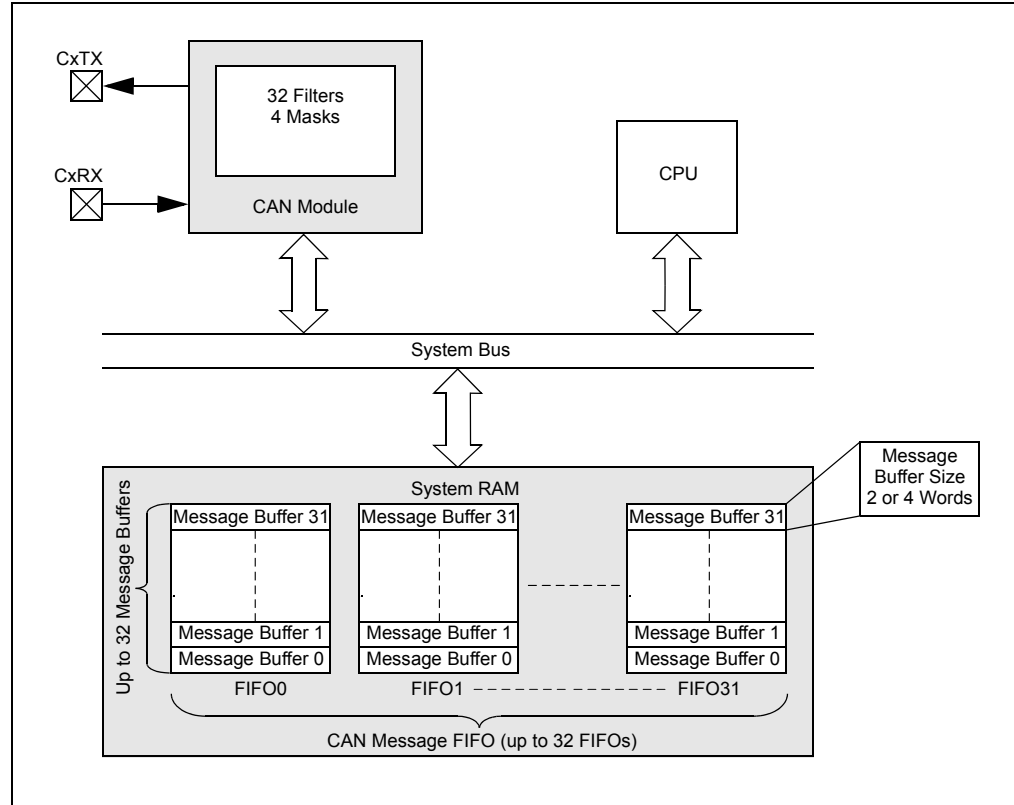 CxTX
32 Filters
4 Masks
CxRX
CAN Module
CPU
System Bus
System RAM
Message
Buffer Size
2 or 4 Words
Up to 32 Message Buffers
Message Buffer 31
Message Buffer 31
Message Buffer 31
Message Buffer 1
Message Buffer 1
Message Buffer 1
Message Buffer 0
Message Buffer 0
Message Buffer 0
FIFO0
FIFO1
FIFO31
CAN Message FIFO (up to 32 FIFOs)